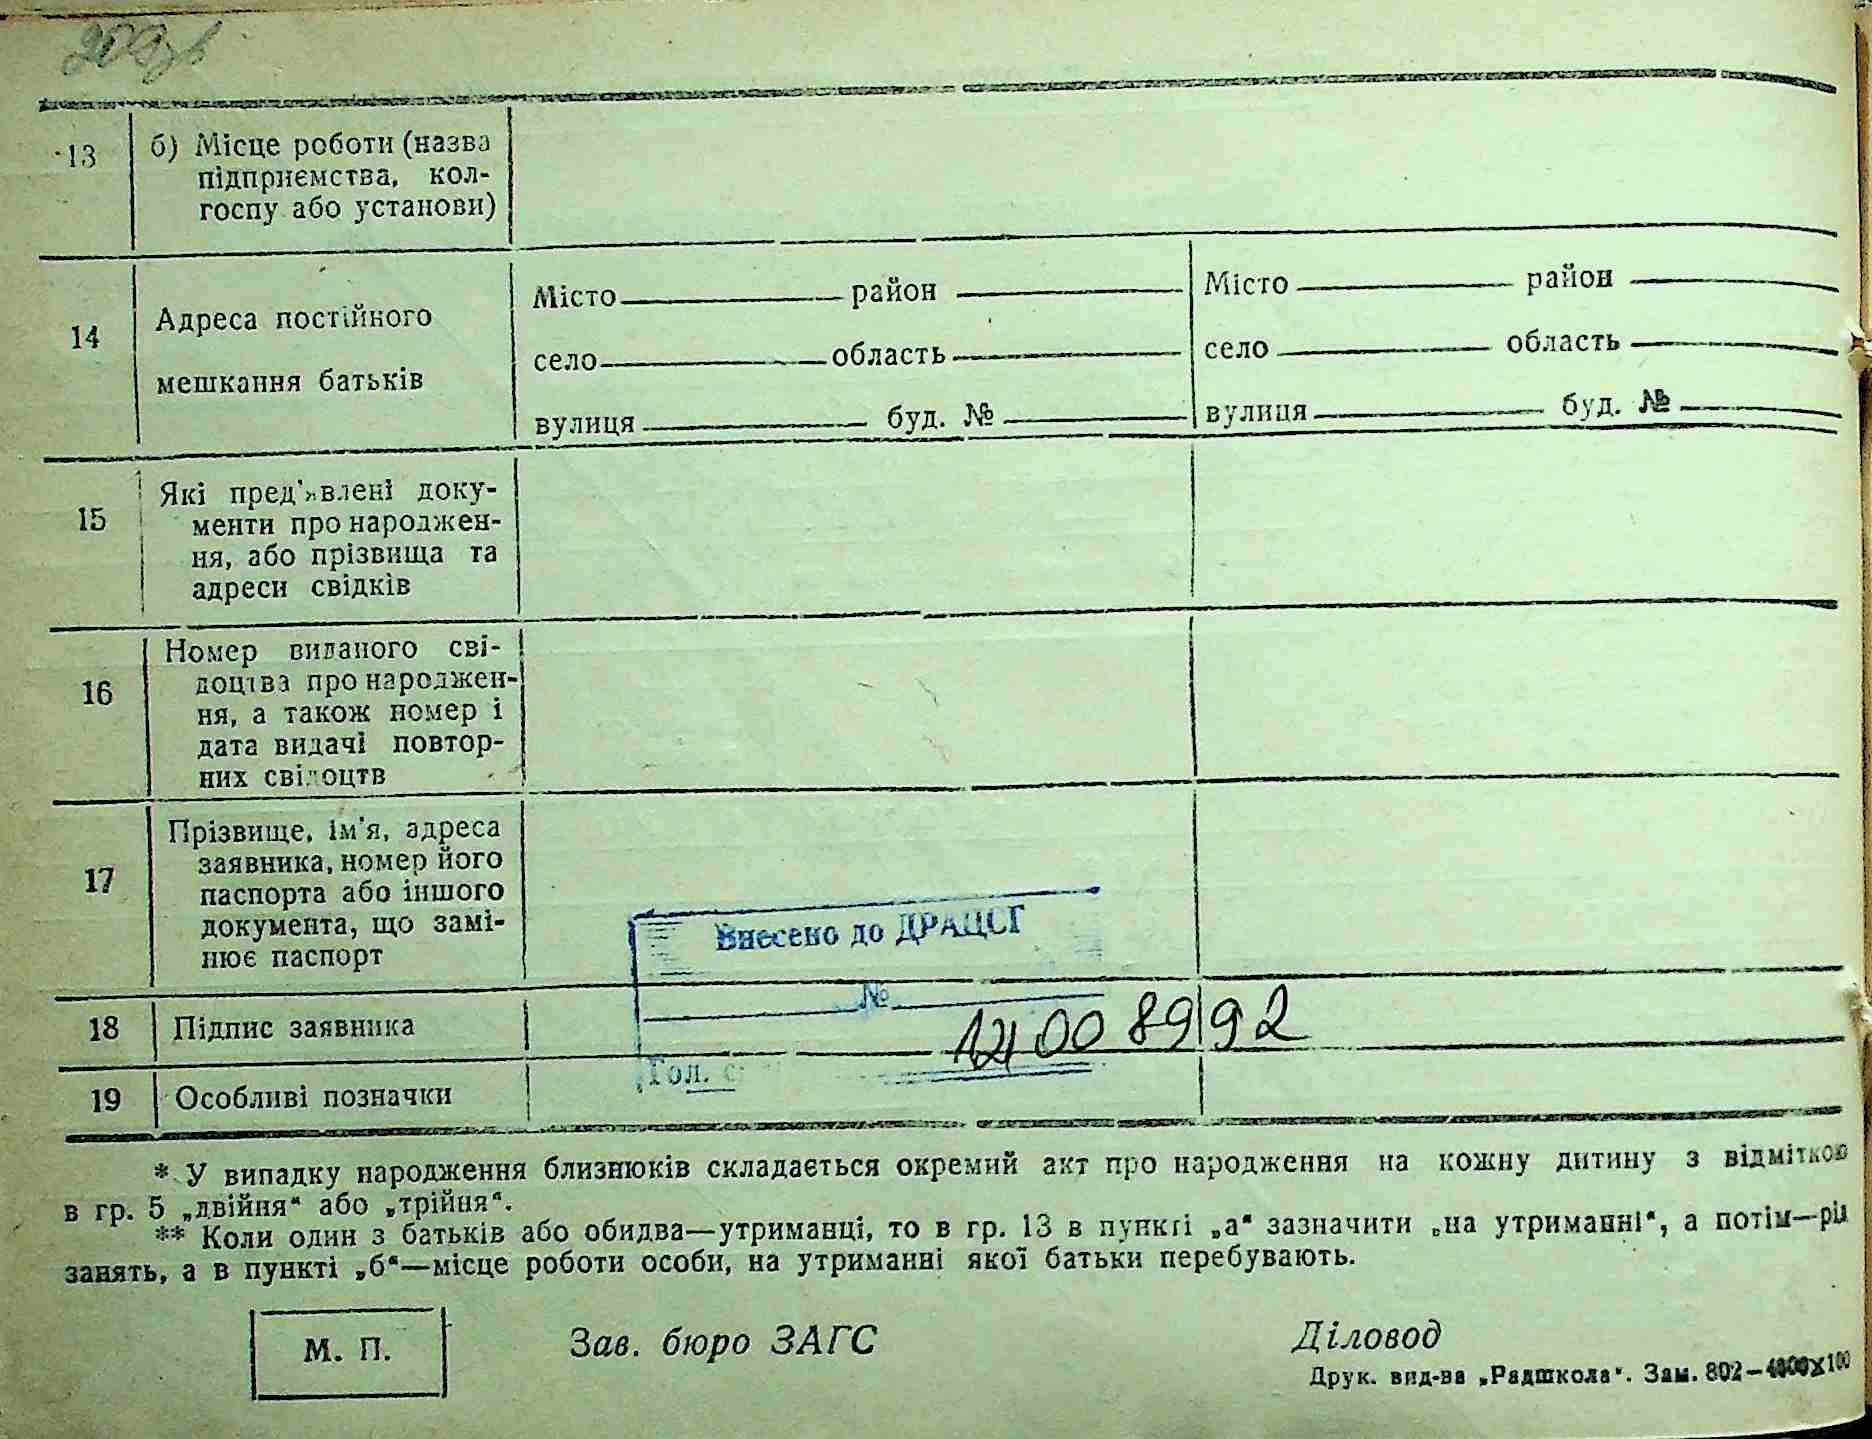 13
б) Місце роботи (назва
підприємства, кол-
госпу або установи)
14
Адреса постійного
мешкання батьків
Місто район
село область
вулиця буд. №
Місто район
село область
вулиця буд. №
15
Які пред'явлені доку-
менти про народжен-
ня, або прізвища та
адреси свідків
16
Номер виданого сві-
доцтва про народжен-
ня, а також номер і
дата видачі повтор-
них свідоцтв
17
Прізвище, ім'я, адреса
заявника, номер його
паспорта або іншого
документа, що замі-
нює паспорт
Внесено до ДРАЦСГ
№
18
Підпис заявника
008992
Гол.
19
Особливі позначки
* У випадку народження близнюків складається окремий акт про народження на кожну дитину з відміткою
в гр. 5 „двійня“ або „трійня“.
** Коли один з батьків або обидва—утриманці, то в гр. 13 в пункті „а“ зазначити „на утриманні“, а потім—рід
занять, а в пункті „б“—місце роботи особи, на утриманні якої батьки перебувають.
М. П.
Зав. бюро ЗАГС
Діловод
Друк. вид-ва „Радшкола“. Зам. 802—4000х100